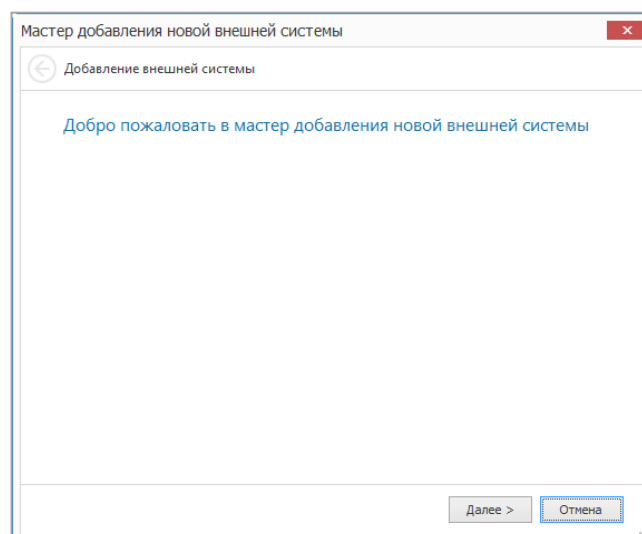 Мастер добавления новой внешней системы
Добавление внешней системы
Добро пожаловать в мастер добавления новой внешней системы
Далее >
Отмена